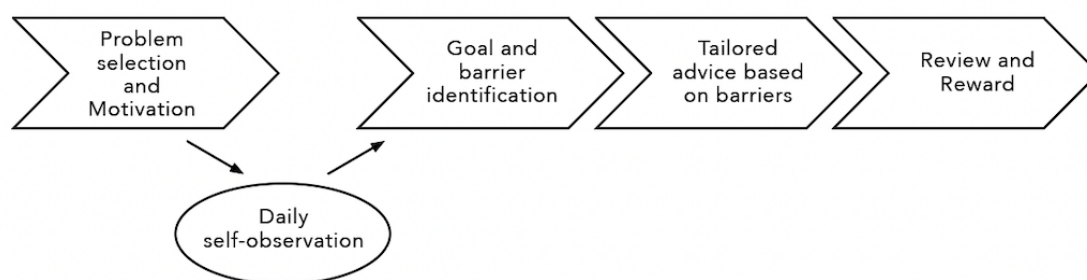 Problem
selection
and
Motivation
Daily
self-observation
Goal and
barrier
identification
Tailored
advice based
on barriers
Review and
Reward